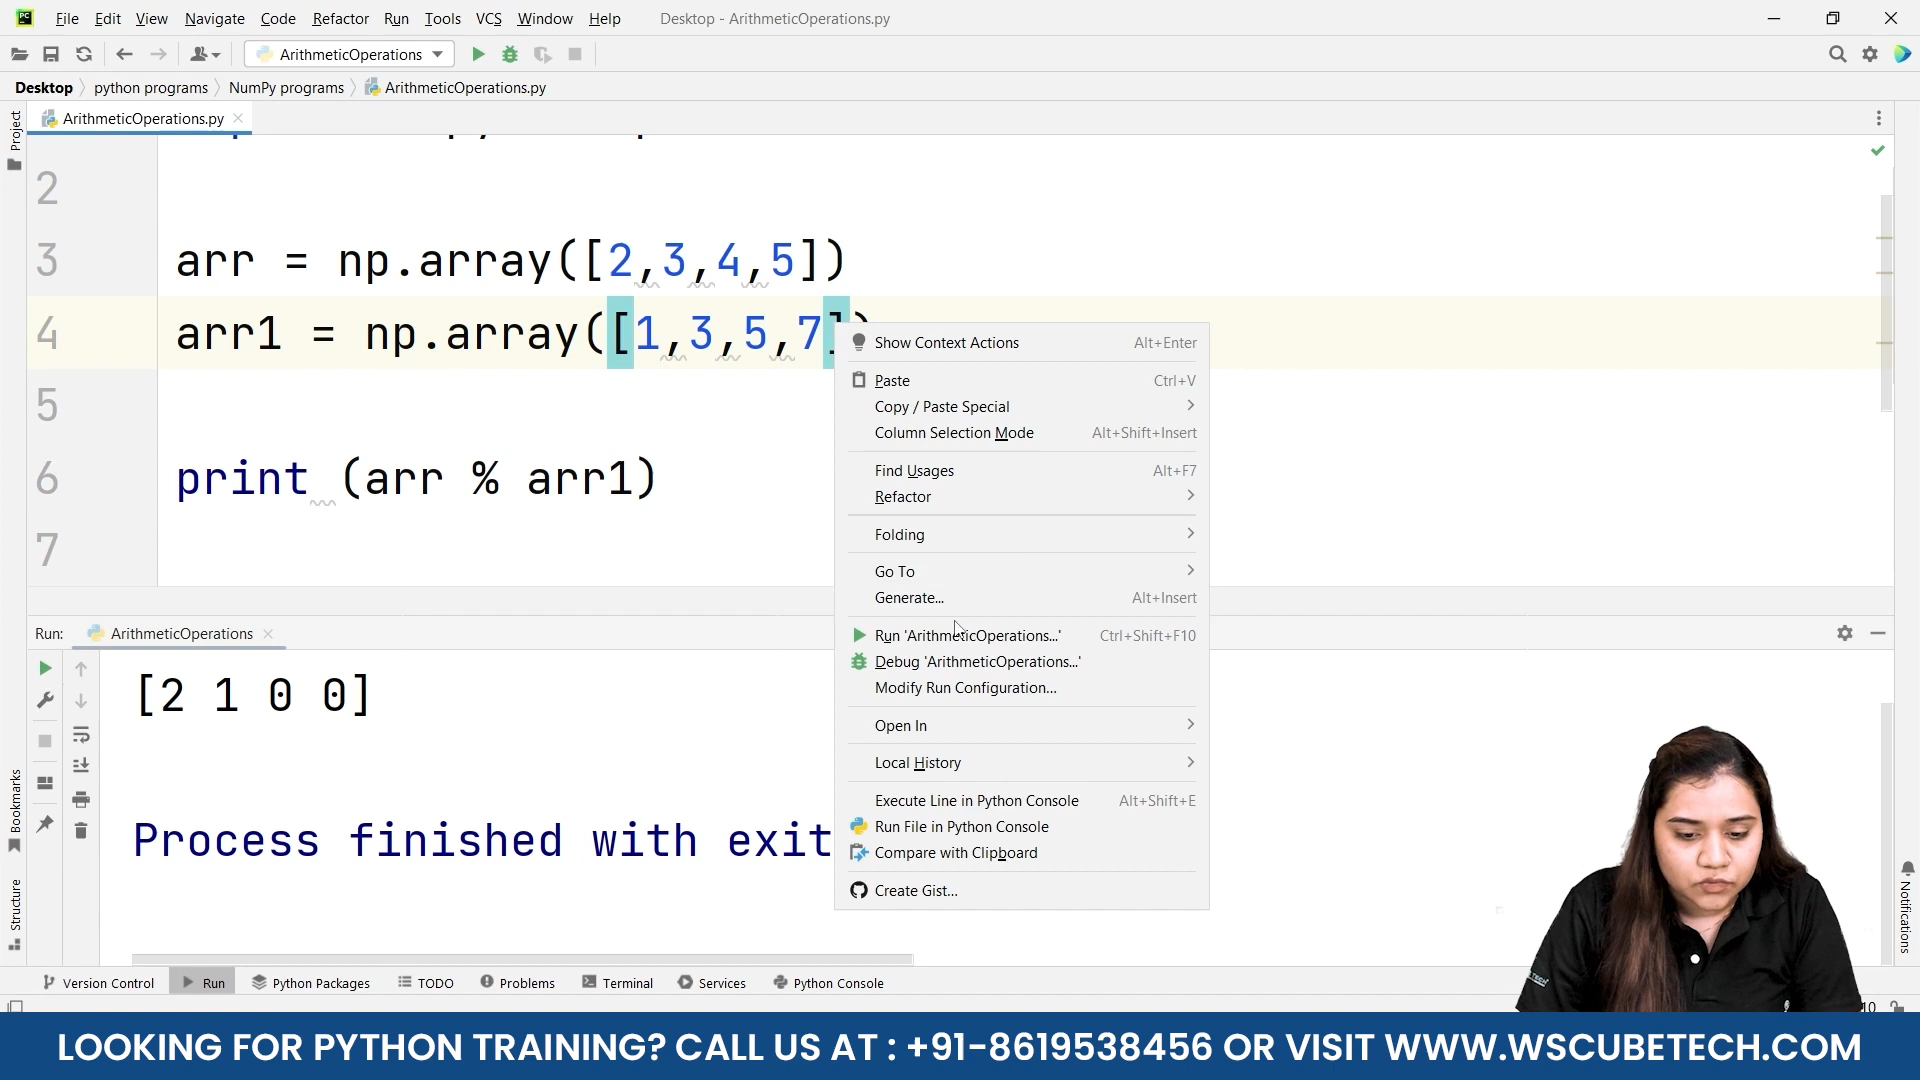 File Edit View Navigate Code Refactor Run Tools VCS Window Help Desktop - ArithmeticOperations.py
ArithmeticOperations
Desktop python programs NumPy programs ArithmeticOperations.py
Project
ArithmeticOperations.py
2
3 arr = np.array([2,3,4,5])
4 arr1 = np.array([1,3,5,7])
5
6 print (arr % arr1)
7
Show Context Actions Alt+Enter
Paste Ctrl+V
Copy / Paste Special
Column Selection Mode Alt+Shift+Insert
Find Usages Alt+F7
Refactor
Folding
Go To
Generate... Alt+Insert
Run 'ArithmeticOperations...' Ctrl+Shift+F10
Debug 'ArithmeticOperations...'
Modify Run Configuration...
Open In
Local History
Execute Line in Python Console Alt+Shift+E
Run File in Python Console
Compare with Clipboard
Create Gist...
Run: ArithmeticOperations
[2 1 0 0]
Process finished with exit
Bookmarks
Structure
Notifications
Version Control Run Python Packages TODO Problems Terminal Services Python Console
LOOKING FOR PYTHON TRAINING? CALL US AT : +91-8619538456 OR VISIT WWW.WSCUBETECH.COM